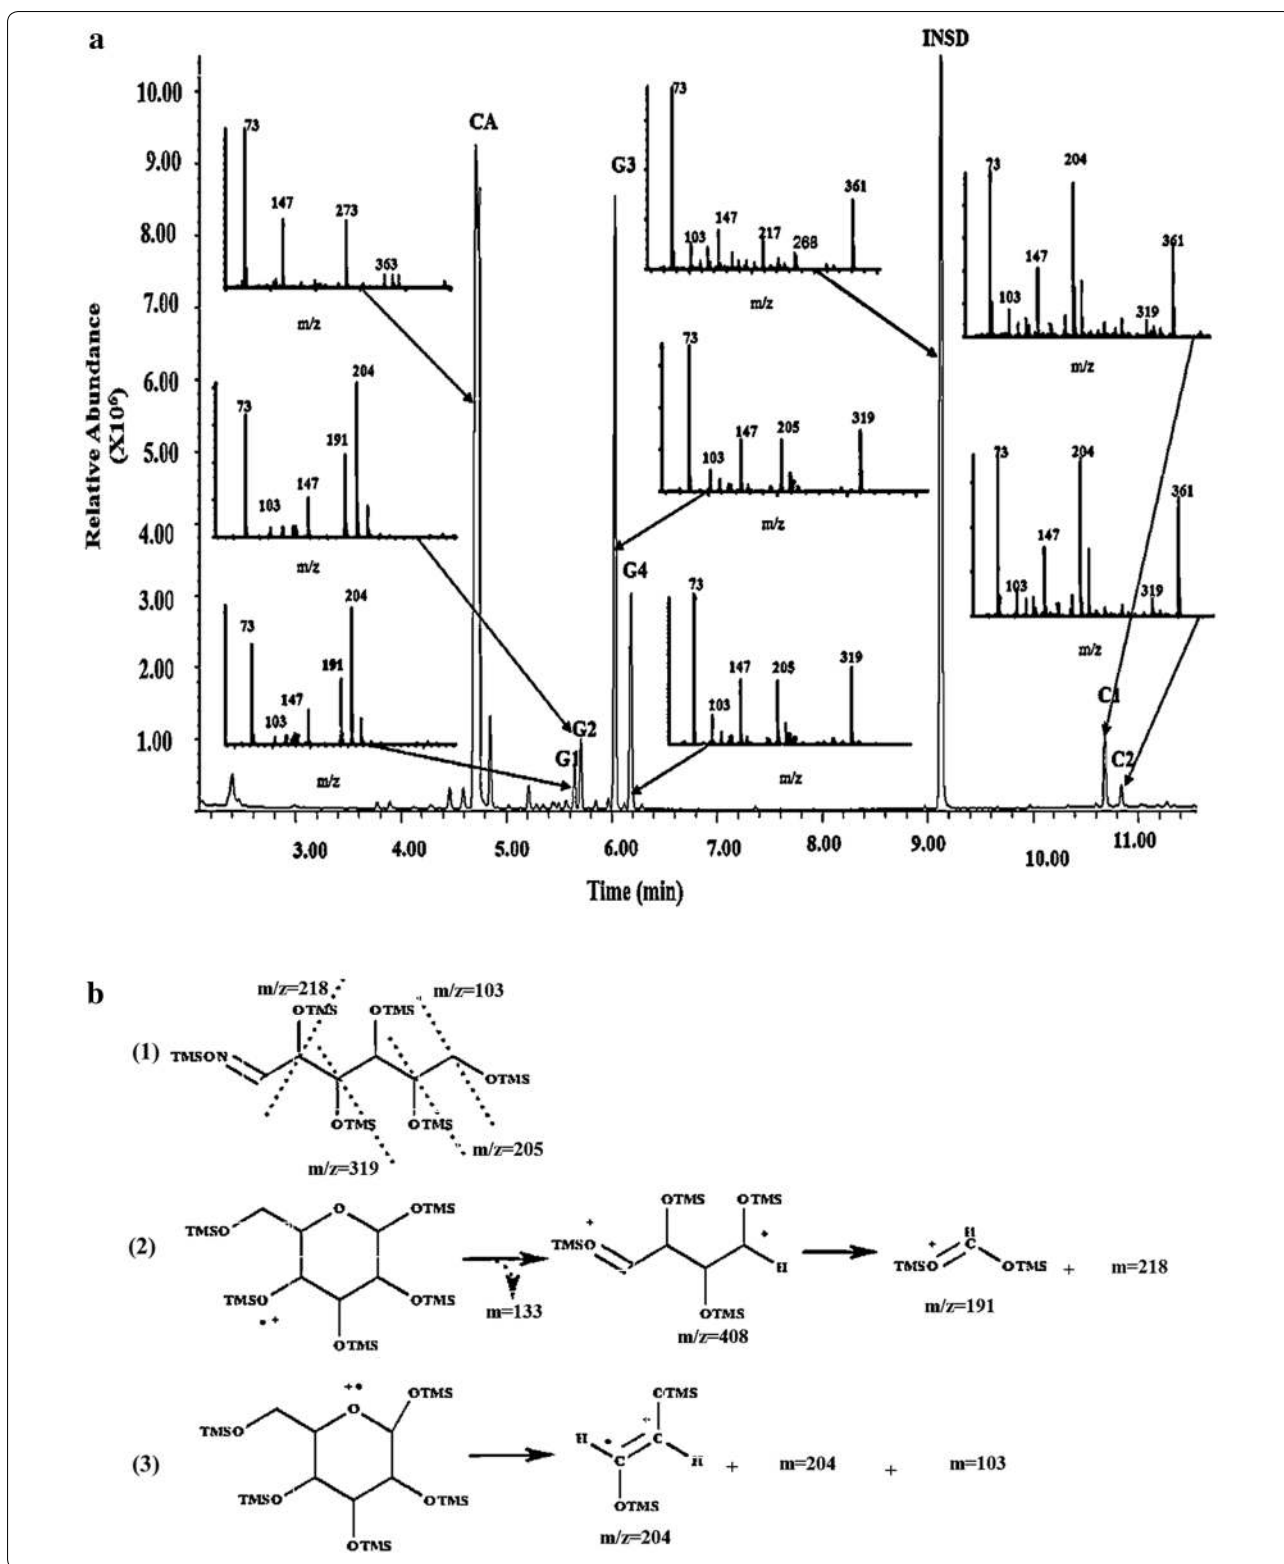 a
INSD
10.00
9.00
8.00
7.00
6.00
5.00
4.00
3.00
2.00
1.00
Relative Abundance
(X10⁶)
CA
G3
G4
G2
G1
C1
C2
73
147
273
363
m/z
73
103
147
191
204
m/z
73
103
147
191
204
m/z
73
103
147
217
268
361
m/z
73
103
147
205
319
m/z
73
103
147
205
319
m/z
73
103
147
204
319
361
m/z
73
103
147
204
319
361
m/z
3.00 4.00 5.00 6.00 7.00 8.00 9.00 10.00 11.00
Time (min)
b
m/z=218 m/z=103
OTMS OTMS
(1) TMSON
OTMS
OTMS OTMS
m/z=205
m/z=319
(2)
O OTMS
TMSO
TMSO OTMS
•+
OTMS
m=133
OTMS OTMS
+ •
TMSO
H
OTMS
m/z=408
H
+ C
TMSO OTMS + m=218
m/z=191
(3)
+•
O OTMS
TMSO
TMSO OTMS
OTMS
OTMS
+
H • C
C H
OTMS
m/z=204
+ m=204 + m=103